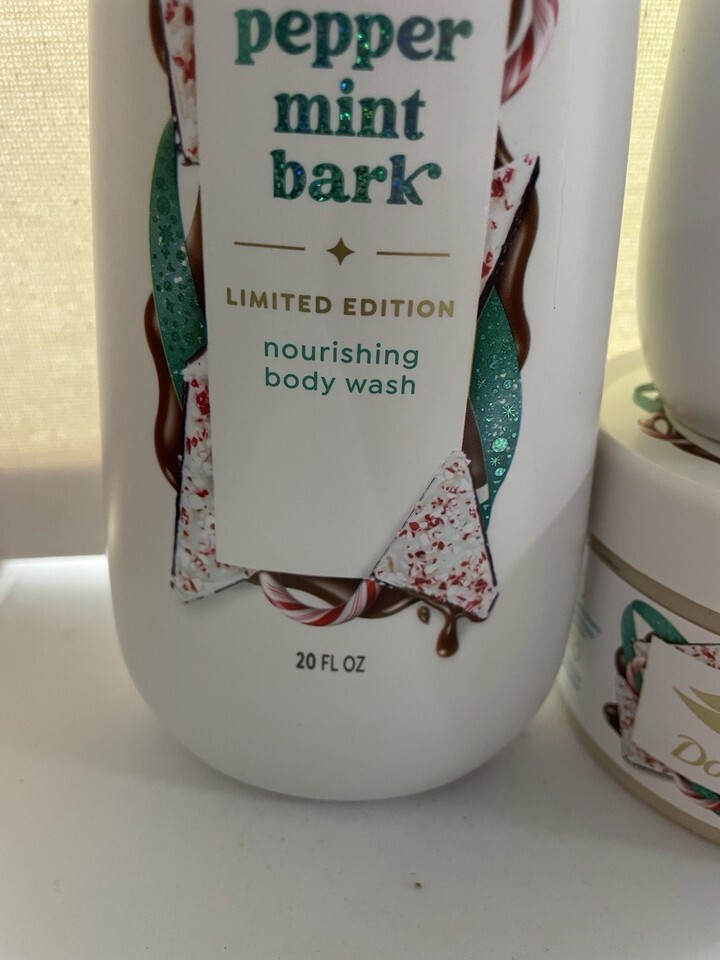 pepper
mint
bark
LIMITED EDITION
nourishing
body wash
20 FL OZ